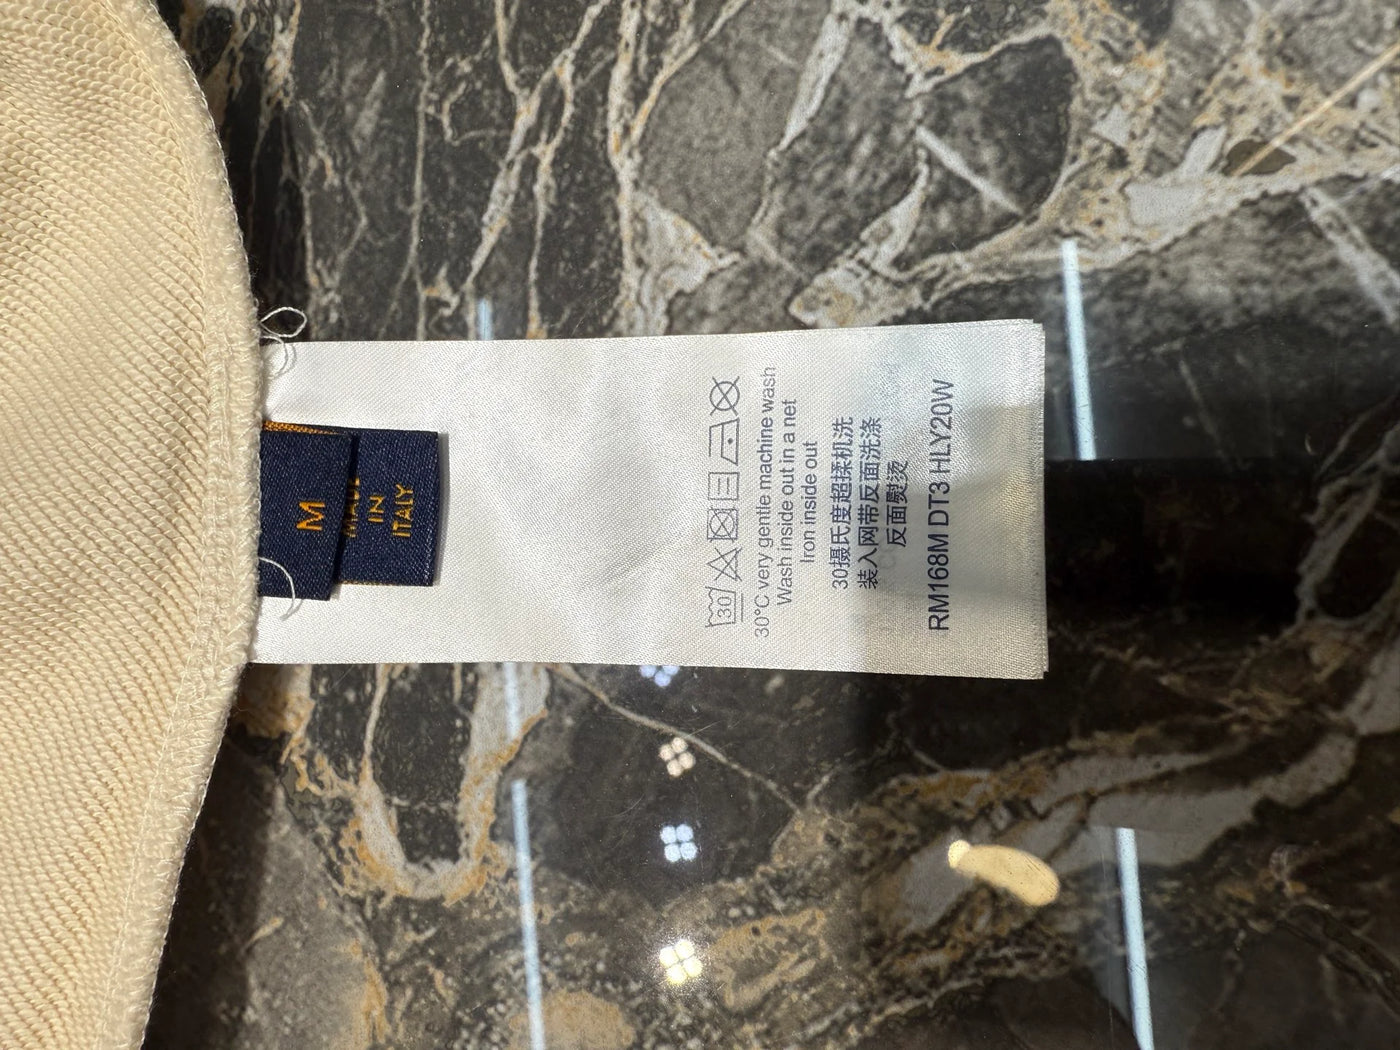 M
MADE
IN
ITALY
30
30°C very gentle machine wash
Wash inside out in a net
Iron inside out
30摄氏度超揉机洗
装入网带反面洗涤
反面熨烫
RM168M DT3 HLY20W